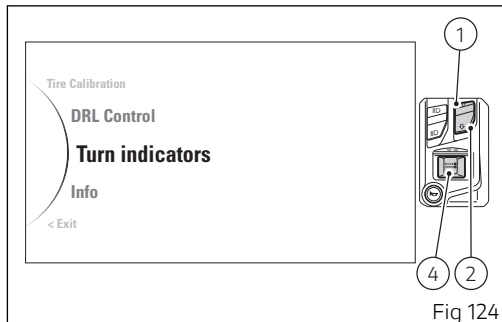 1
Tire Calibration
DRL Control
Turn indicators
Info
< Exit
4
2
Fig 124